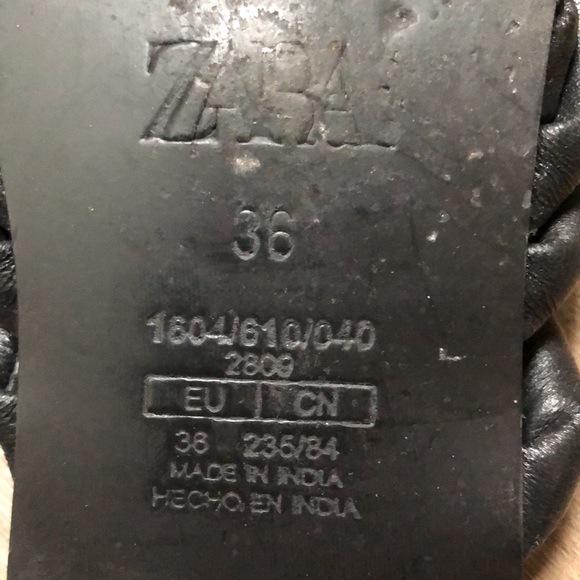 ZARA
36
1604/610/040
2809
EU CN
36 235/84
MADE IN INDIA
HECHO EN INDIA